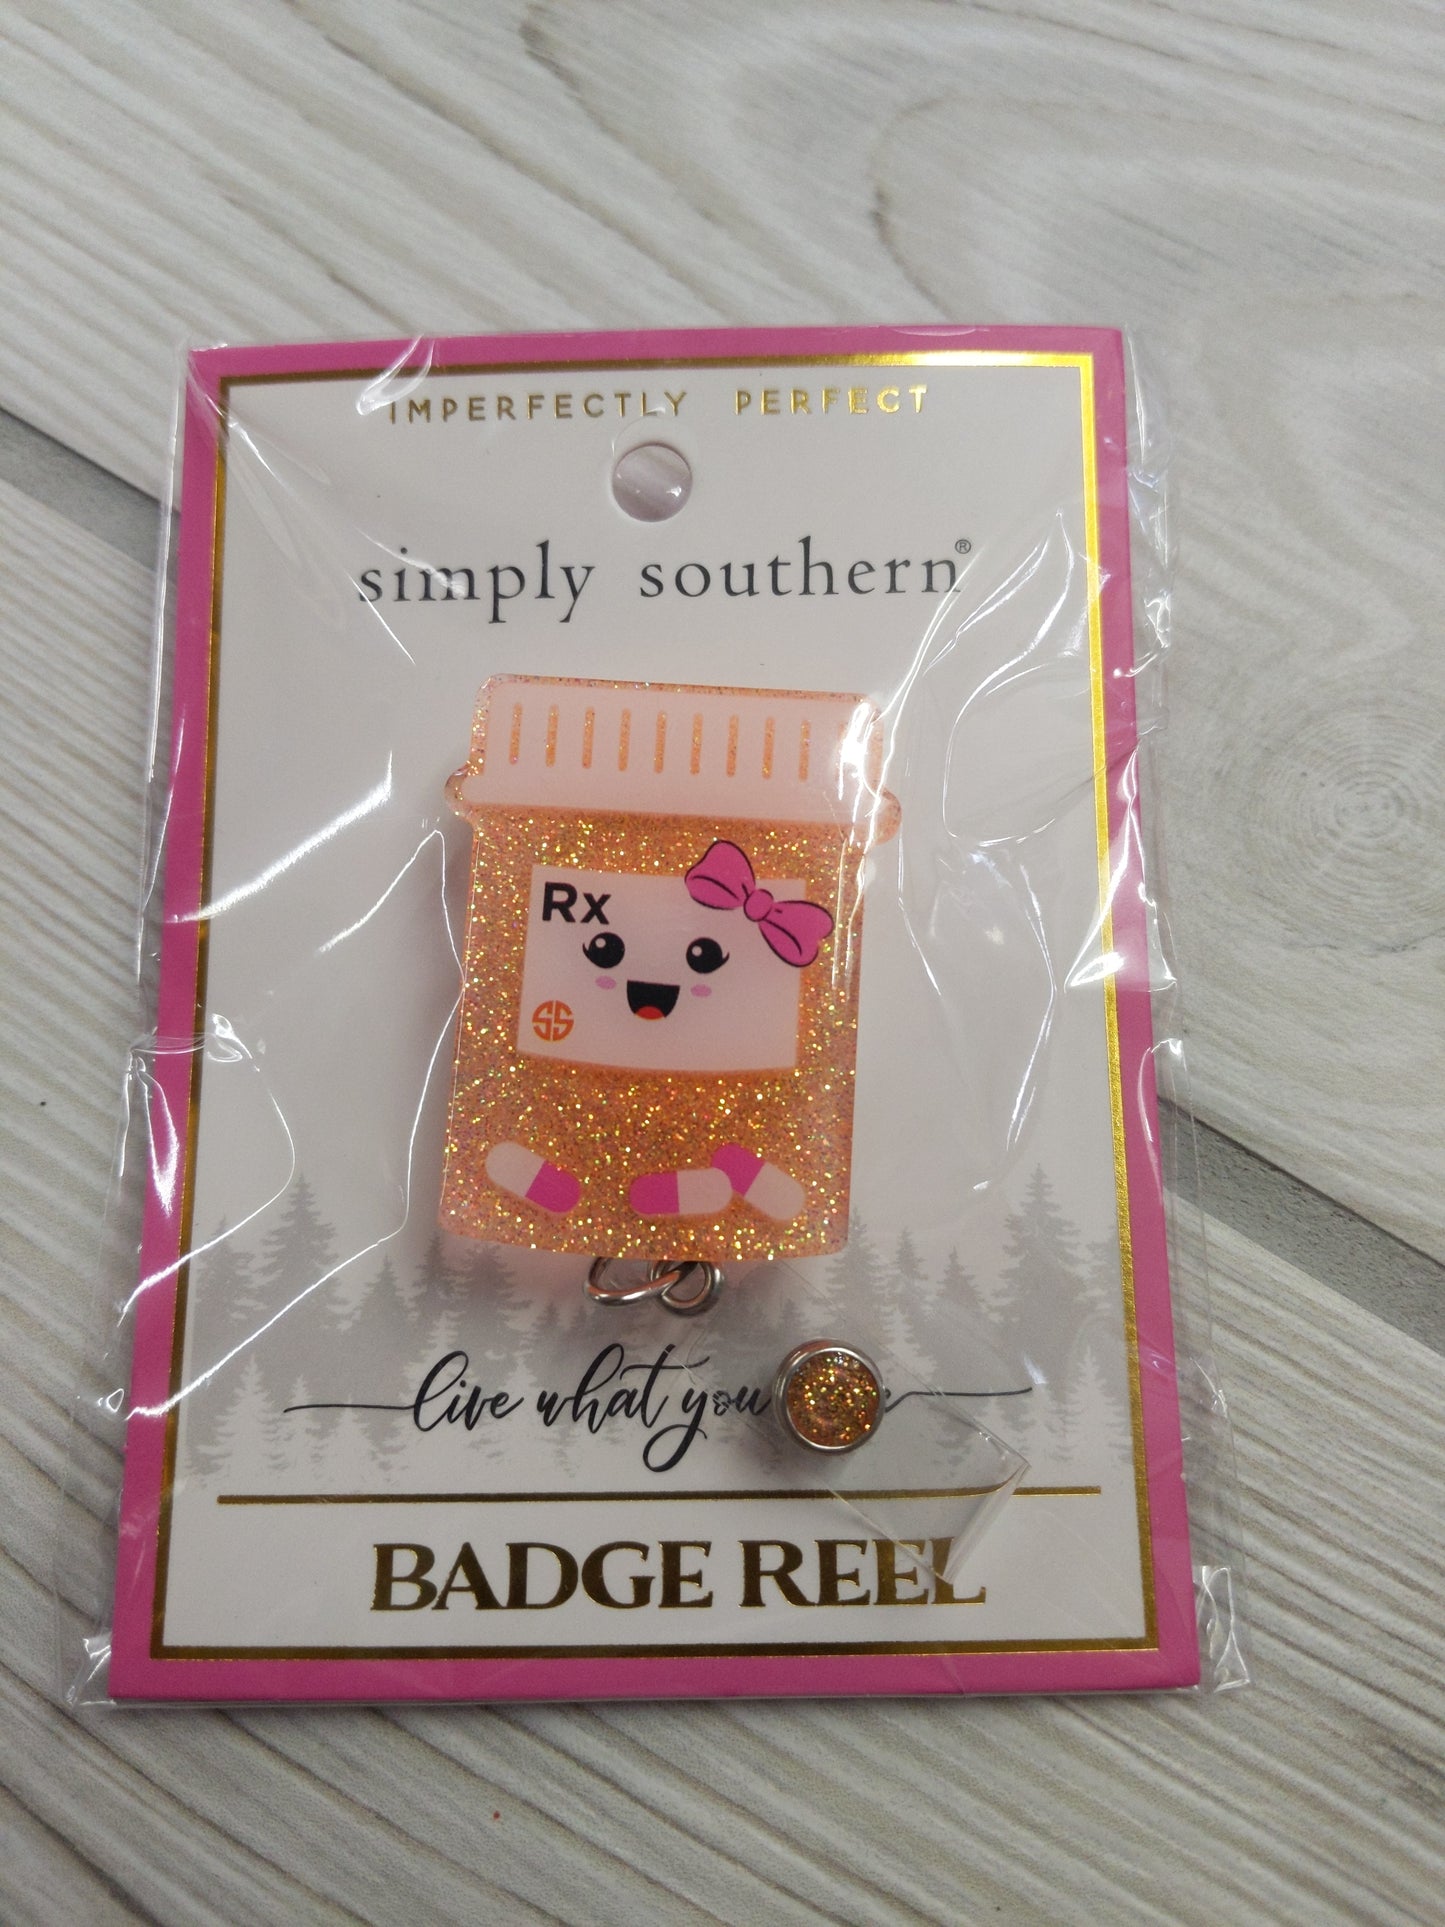 IMPERFECTLY PERFECT
simply southern®
Rx
SS
live what you
BADGE REEL